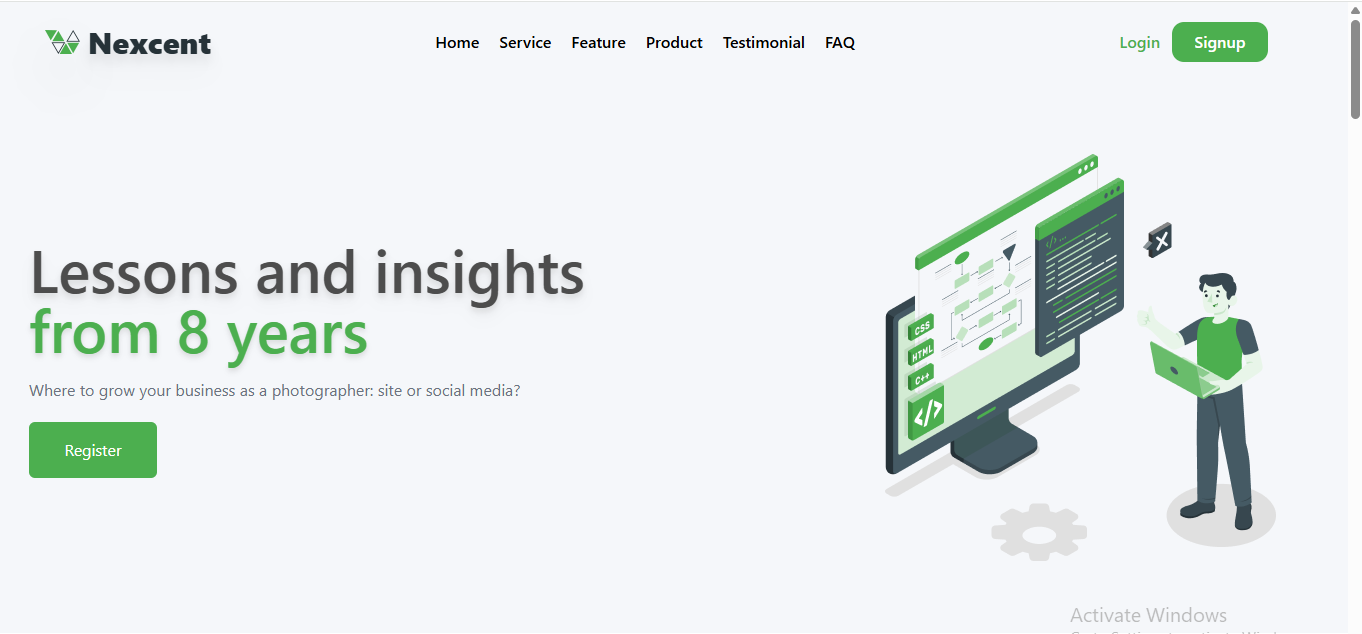 Nexcent
Home Service Feature Product Testimonial FAQ
Login Signup
Lessons and insights
from 8 years
Where to grow your business as a photographer: site or social media?
Register
CSS
HTML
C++
</>
</>...
X
Activate Windows